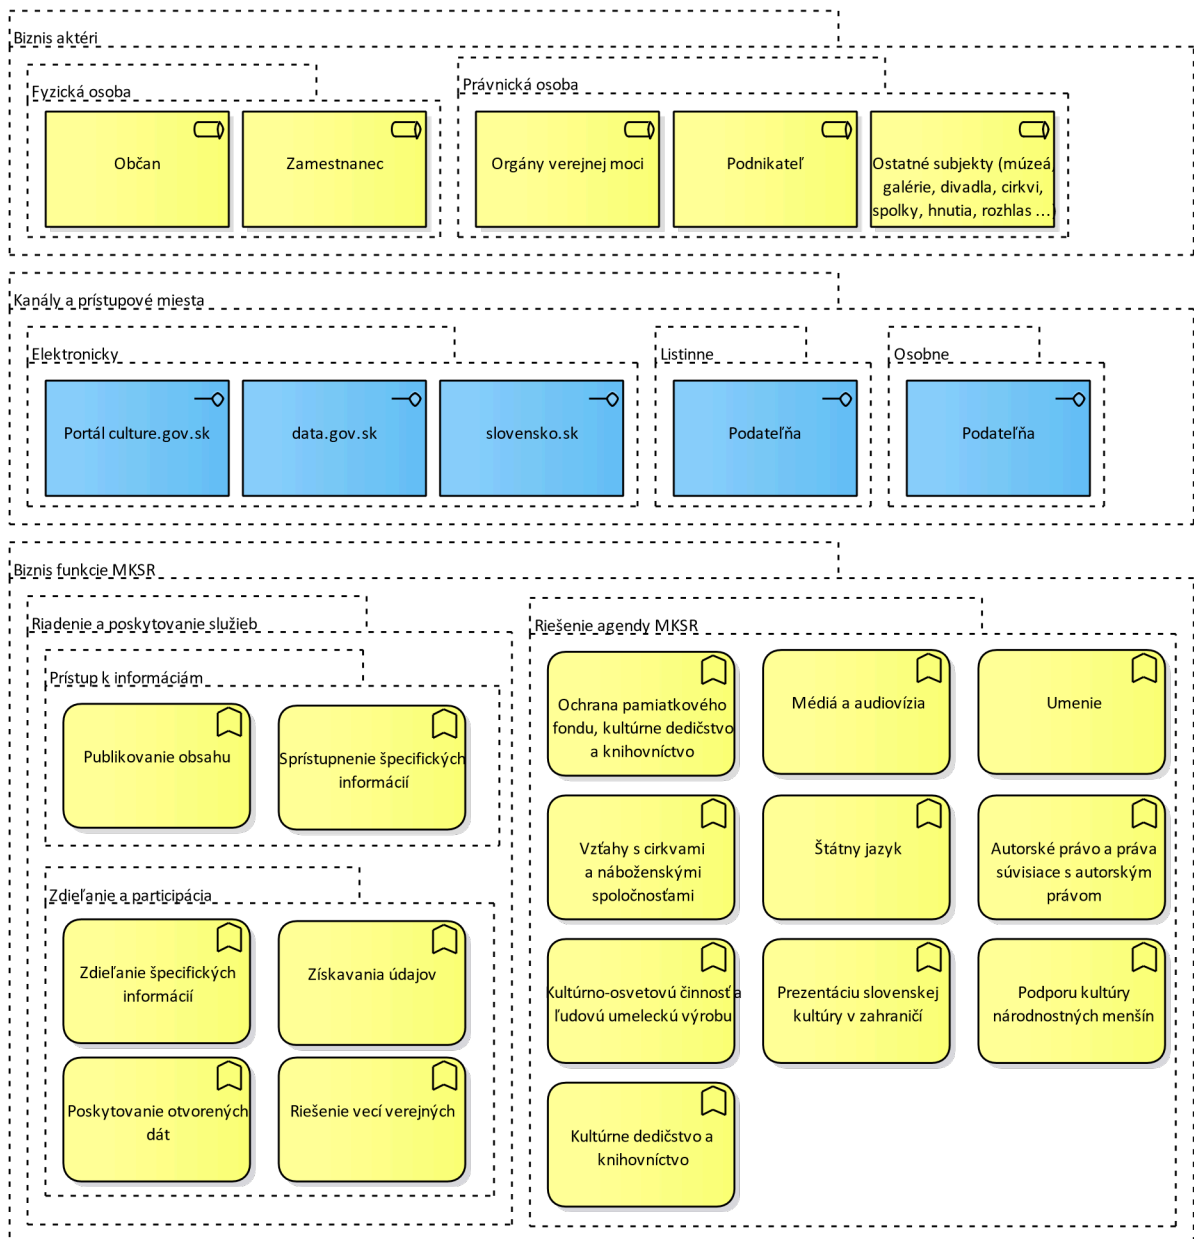 Biznis aktéri
Fyzická osoba
Občan
Zamestnanec
Právnická osoba
Orgány verejnej moci
Podnikateľ
Ostatné subjekty (múzeá,
galérie, divadla, cirkvi,
spolky, hnutia, rozhlas ...)
Kanály a prístupové miesta
Elektronicky
Portál culture.gov.sk
data.gov.sk
slovensko.sk
Listinne
Podateľňa
Osobne
Podateľňa
Biznis funkcie MKSR
Riadenie a poskytovanie služieb
Prístup k informáciám
Publikovanie obsahu
Sprístupnenie špecifických
informácií
Zdieľanie a participácia
Zdieľanie špecifických
informácií
Získavania údajov
Poskytovanie otvorených
dát
Riešenie vecí verejných
Riešenie agendy MKSR
Ochrana pamiatkového
fondu, kultúrne dedičstvo
a knihovníctvo
Médiá a audiovízia
Umenie
Vzťahy s cirkvami
a náboženskými
spoločnosťami
Štátny jazyk
Autorské právo a práva
súvisiace s autorským
právom
Kultúrno-osvetovú činnosť a
ľudovú umeleckú výrobu
Prezentáciu slovenskej
kultúry v zahraničí
Podporu kultúry
národnostných menšín
Kultúrne dedičstvo a
knihovníctvo